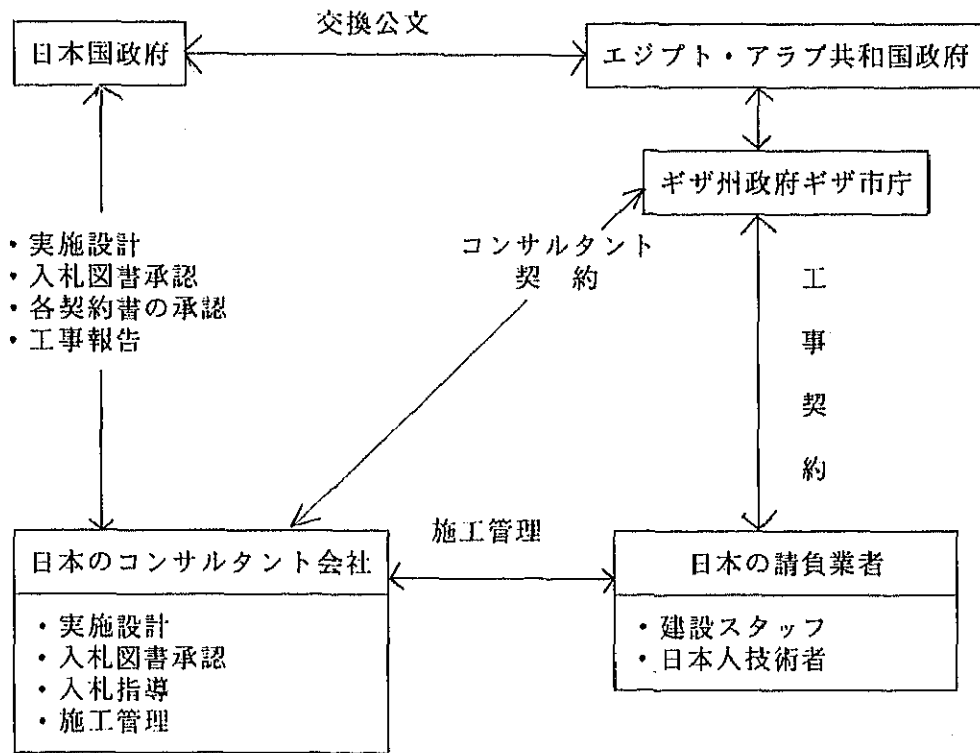 交換公文
日本国政府
エジプト・アラブ共和国政府
ギザ州政府ギザ市庁
・実施設計
・入札図書承認
・各契約書の承認
・工事報告
コンサルタント
契 約
工事契約
施工管理
日本のコンサルタント会社
・実施設計
・入札図書承認
・入札指導
・施工管理
日本の請負業者
・建設スタッフ
・日本人技術者